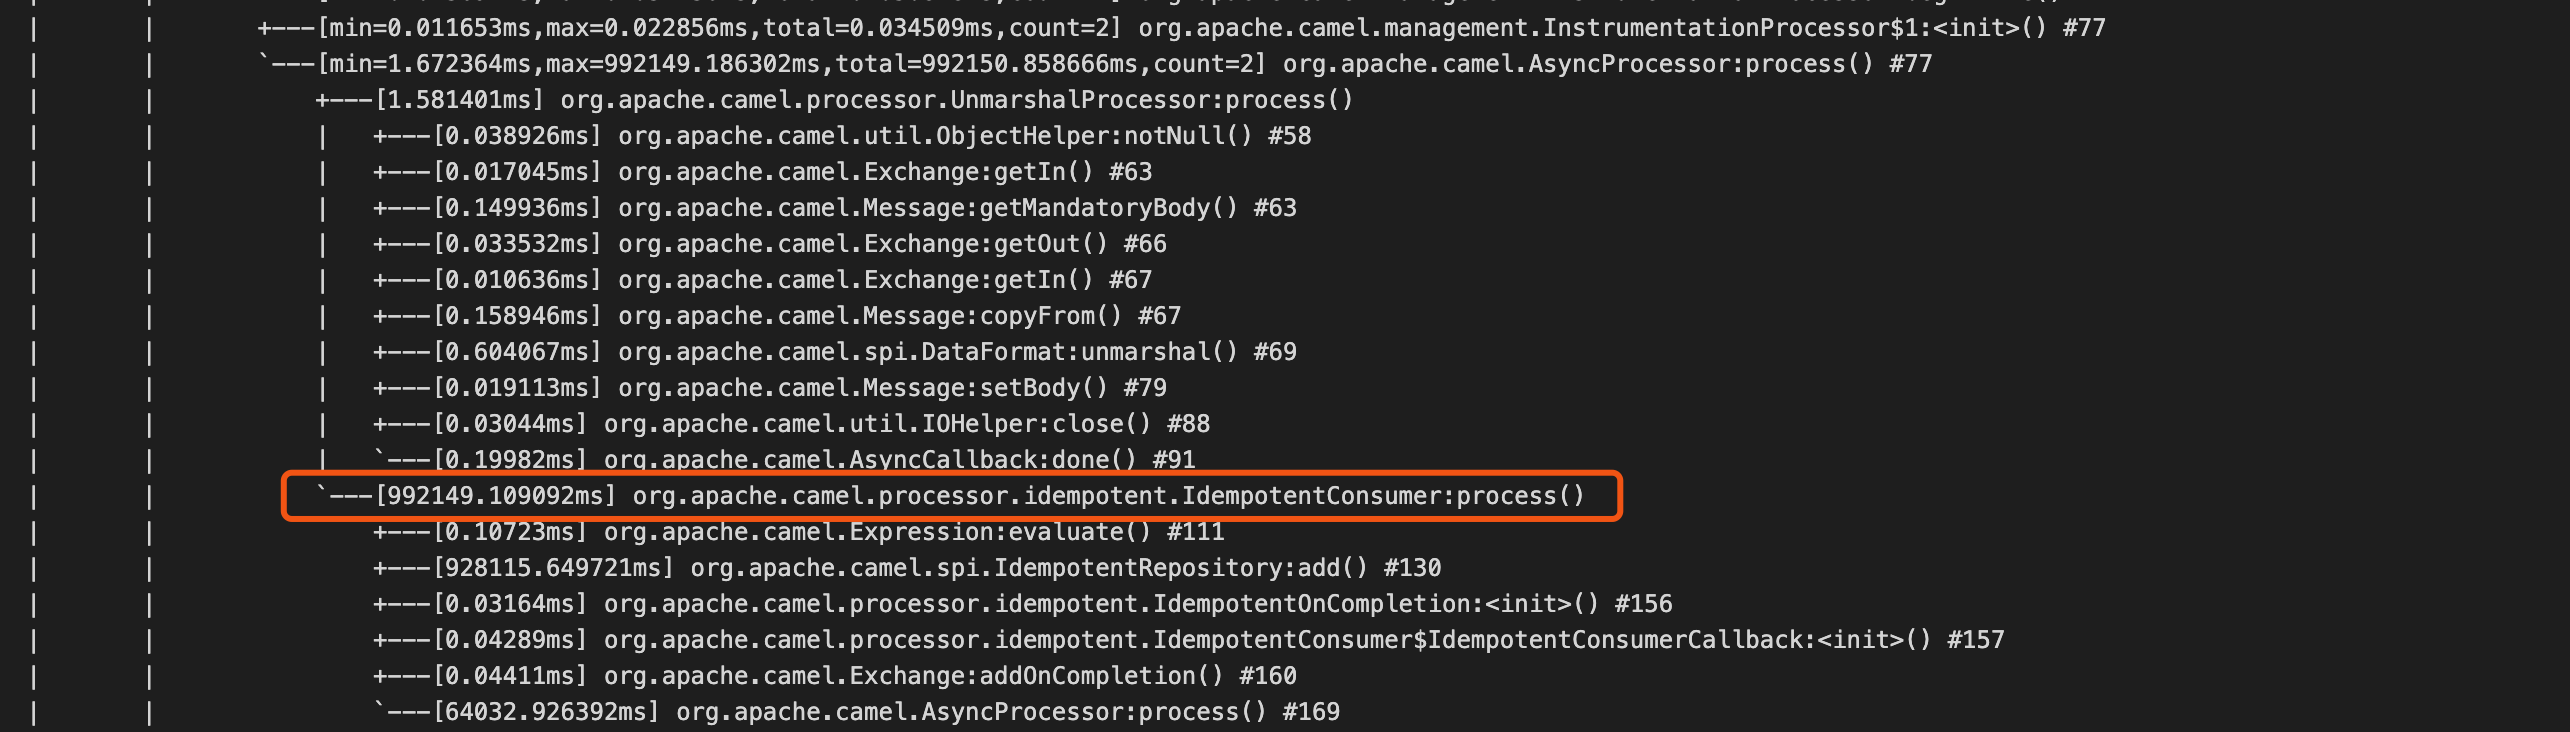 |       |       +---[min=0.011653ms,max=0.022856ms,total=0.034509ms,count=2] org.apache.camel.management.InstrumentationProcessor$1:<init>() #77
|       |       `---[min=1.672364ms,max=992149.186302ms,total=992150.858666ms,count=2] org.apache.camel.AsyncProcessor:process() #77
|       |           +---[1.581401ms] org.apache.camel.processor.UnmarshalProcessor:process()
|       |           |   +---[0.038926ms] org.apache.camel.util.ObjectHelper:notNull() #58
|       |           |   +---[0.017045ms] org.apache.camel.Exchange:getIn() #63
|       |           |   +---[0.149936ms] org.apache.camel.Message:getMandatoryBody() #63
|       |           |   +---[0.033532ms] org.apache.camel.Exchange:getOut() #66
|       |           |   +---[0.010636ms] org.apache.camel.Exchange:getIn() #67
|       |           |   +---[0.158946ms] org.apache.camel.Message:copyFrom() #67
|       |           |   +---[0.604067ms] org.apache.camel.spi.DataFormat:unmarshal() #69
|       |           |   +---[0.019113ms] org.apache.camel.Message:setBody() #79
|       |           |   +---[0.03044ms] org.apache.camel.util.IOHelper:close() #88
|       |           |   `---[0.19982ms] org.apache.camel.AsyncCallback:done() #91
|       |           `---[992149.109092ms] org.apache.camel.processor.idempotent.IdempotentConsumer:process()
|       |               +---[0.10723ms] org.apache.camel.Expression:evaluate() #111
|       |               +---[928115.649721ms] org.apache.camel.spi.IdempotentRepository:add() #130
|       |               +---[0.03164ms] org.apache.camel.processor.idempotent.IdempotentOnCompletion:<init>() #156
|       |               +---[0.04289ms] org.apache.camel.processor.idempotent.IdempotentConsumer$IdempotentConsumerCallback:<init>() #157
|       |               +---[0.04411ms] org.apache.camel.Exchange:addOnCompletion() #160
|       |               `---[64032.926392ms] org.apache.camel.AsyncProcessor:process() #169